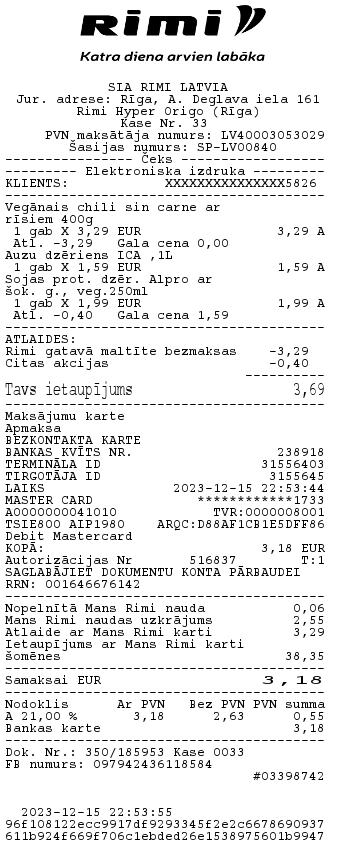 Rimi
Katra diena arvien labāka
SIA RIMI LATVIA
Jur. adrese: Rīga, A. Deglava iela 161
Rimi Hyper Origo (Rīga)
Kase Nr. 33
PVN maksātāja numurs: LV40003053029
Šasijas numurs: SP-LV00840
Čeks
Elektroniska izdruka
KLIENTS: XXXXXXXXXXXXXXX5826
Vegānais chili sin carne ar
rīsiem 400g
1 gab X 3,29 EUR 3,29 A
Atl. -3,29 Gala cena 0,00
Auzu dzēriens ICA ,1L
1 gab X 1,59 EUR 1,59 A
Sojas prot. dzēr. Alpro ar
šok. g., veg.250ml
1 gab X 1,99 EUR 1,99 A
Atl. -0,40 Gala cena 1,59
ATLAIDES:
Rimi gatavā maltīte bezmaksas -3,29
Citas akcijas -0,40
Tavs ietaupījums 3,69
Maksājumu karte
Apmaksa
BEZKONTAKTA KARTE
BANKAS KVĪTS NR. 238918
TERMINĀLA ID 31556403
TIRGOTĀJA ID 3155645
LAIKS 2023-12-15 22:53:44
MASTER CARD ************1733
A0000000041010 TVR:0000008001
TSIE800 AIP1980 ARQC:D88AF1CB1E5DFF86
Debit Mastercard
KOPĀ: 3,18 EUR
Autorizācijas Nr 516837 T:1
SAGLABĀJIET DOKUMENTU KONTA PĀRBAUDEI
RRN: 001646676142
Nopelnītā Mans Rimi nauda 0,06
Mans Rimi naudas uzkrājums 2,55
Atlaide ar Mans Rimi karti 3,29
Ietaupījums ar Mans Rimi karti
šomēnes 38,35
Samaksai EUR 3,18
Nodoklis Ar PVN Bez PVN PVN summa
A 21,00 % 3,18 2,63 0,55
Bankas karte 3,18
Dok. Nr.: 350/185953 Kase 0033
FB numurs: 097942436118584
#03398742
2023-12-15 22:53:55
96f108122ecc9917df9293345f2e2c6678690937
611b924f669f706c1ebded26e1538975601b9947